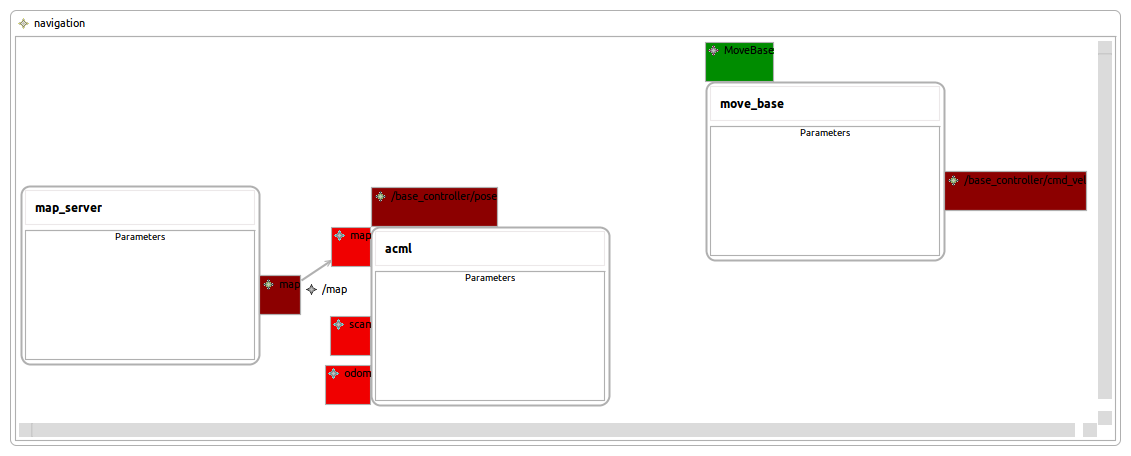 navigation
MoveBase
move_base
Parameters
/base_controller/cmd_vel
map_server
Parameters
map
/map
/base_controller/pose
map
acml
Parameters
scan
odom